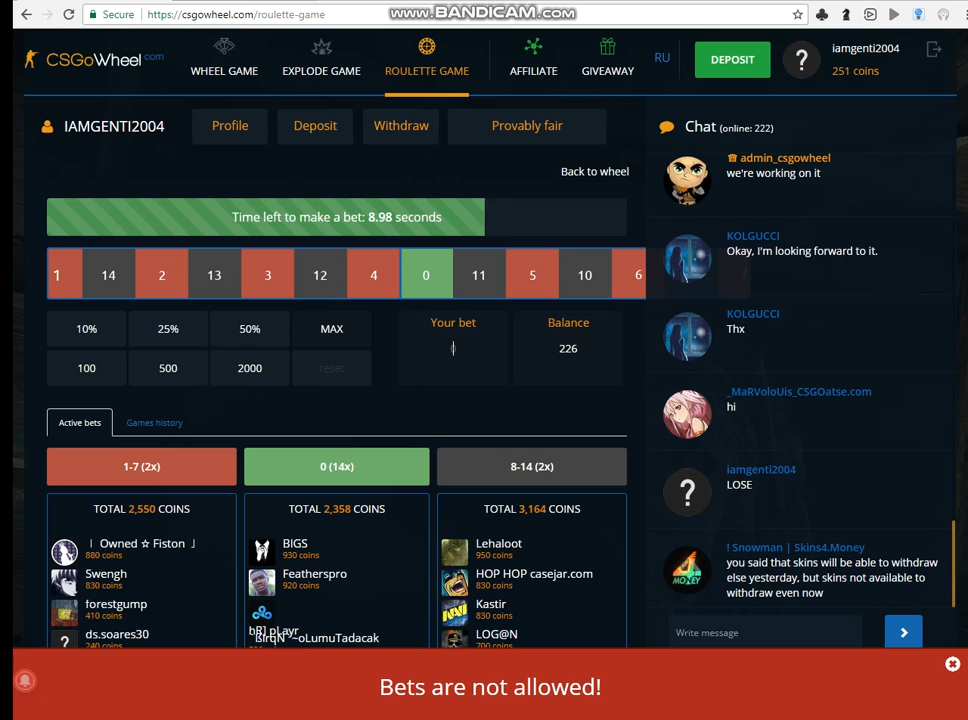 Secure https://csgowheel.com/roulette-game
WWW.BANDICAM.COM
CSGoWheel.com
WHEEL GAME
EXPLODE GAME
ROULETTE GAME
AFFILIATE
GIVEAWAY
RU
DEPOSIT
?
iamgenti2004
251 coins
IAMGENTI2004
Profile
Deposit
Withdraw
Provably fair
Back to wheel
Time left to make a bet: 8.98 seconds
1 14 2 13 3 12 4 0 11 5 10 6
10% 25% 50% MAX
100 500 2000 reset
Your bet
Balance
226
Active bets
Games history
1-7 (2x)
0 (14x)
8-14 (2x)
TOTAL 2,550 COINS
| Owned ☆ Fiston 」
880 coins
Swengh
830 coins
forestgump
410 coins
?
ds.soares30
240 coins
TOTAL 2,358 COINS
BIGS
930 coins
Featherspro
920 coins
TOTAL 3,164 COINS
Lehaloot
950 coins
HOP HOP casejar.com
830 coins
Kastir
830 coins
LOG@N
700 coins
Chat (online: 222)
admin_csgowheel
we're working on it
KOLGUCCI
Okay, I'm looking forward to it.
KOLGUCCI
Thx
_MaRVoloUis_CSGOatse.com
hi
?
iamgenti2004
LOSE
MONEY
! Snowman | Skins4.Money
you said that skins will be able to withdraw
else yesterday, but skins not available to
withdraw even now
Write message
Bets are not allowed!